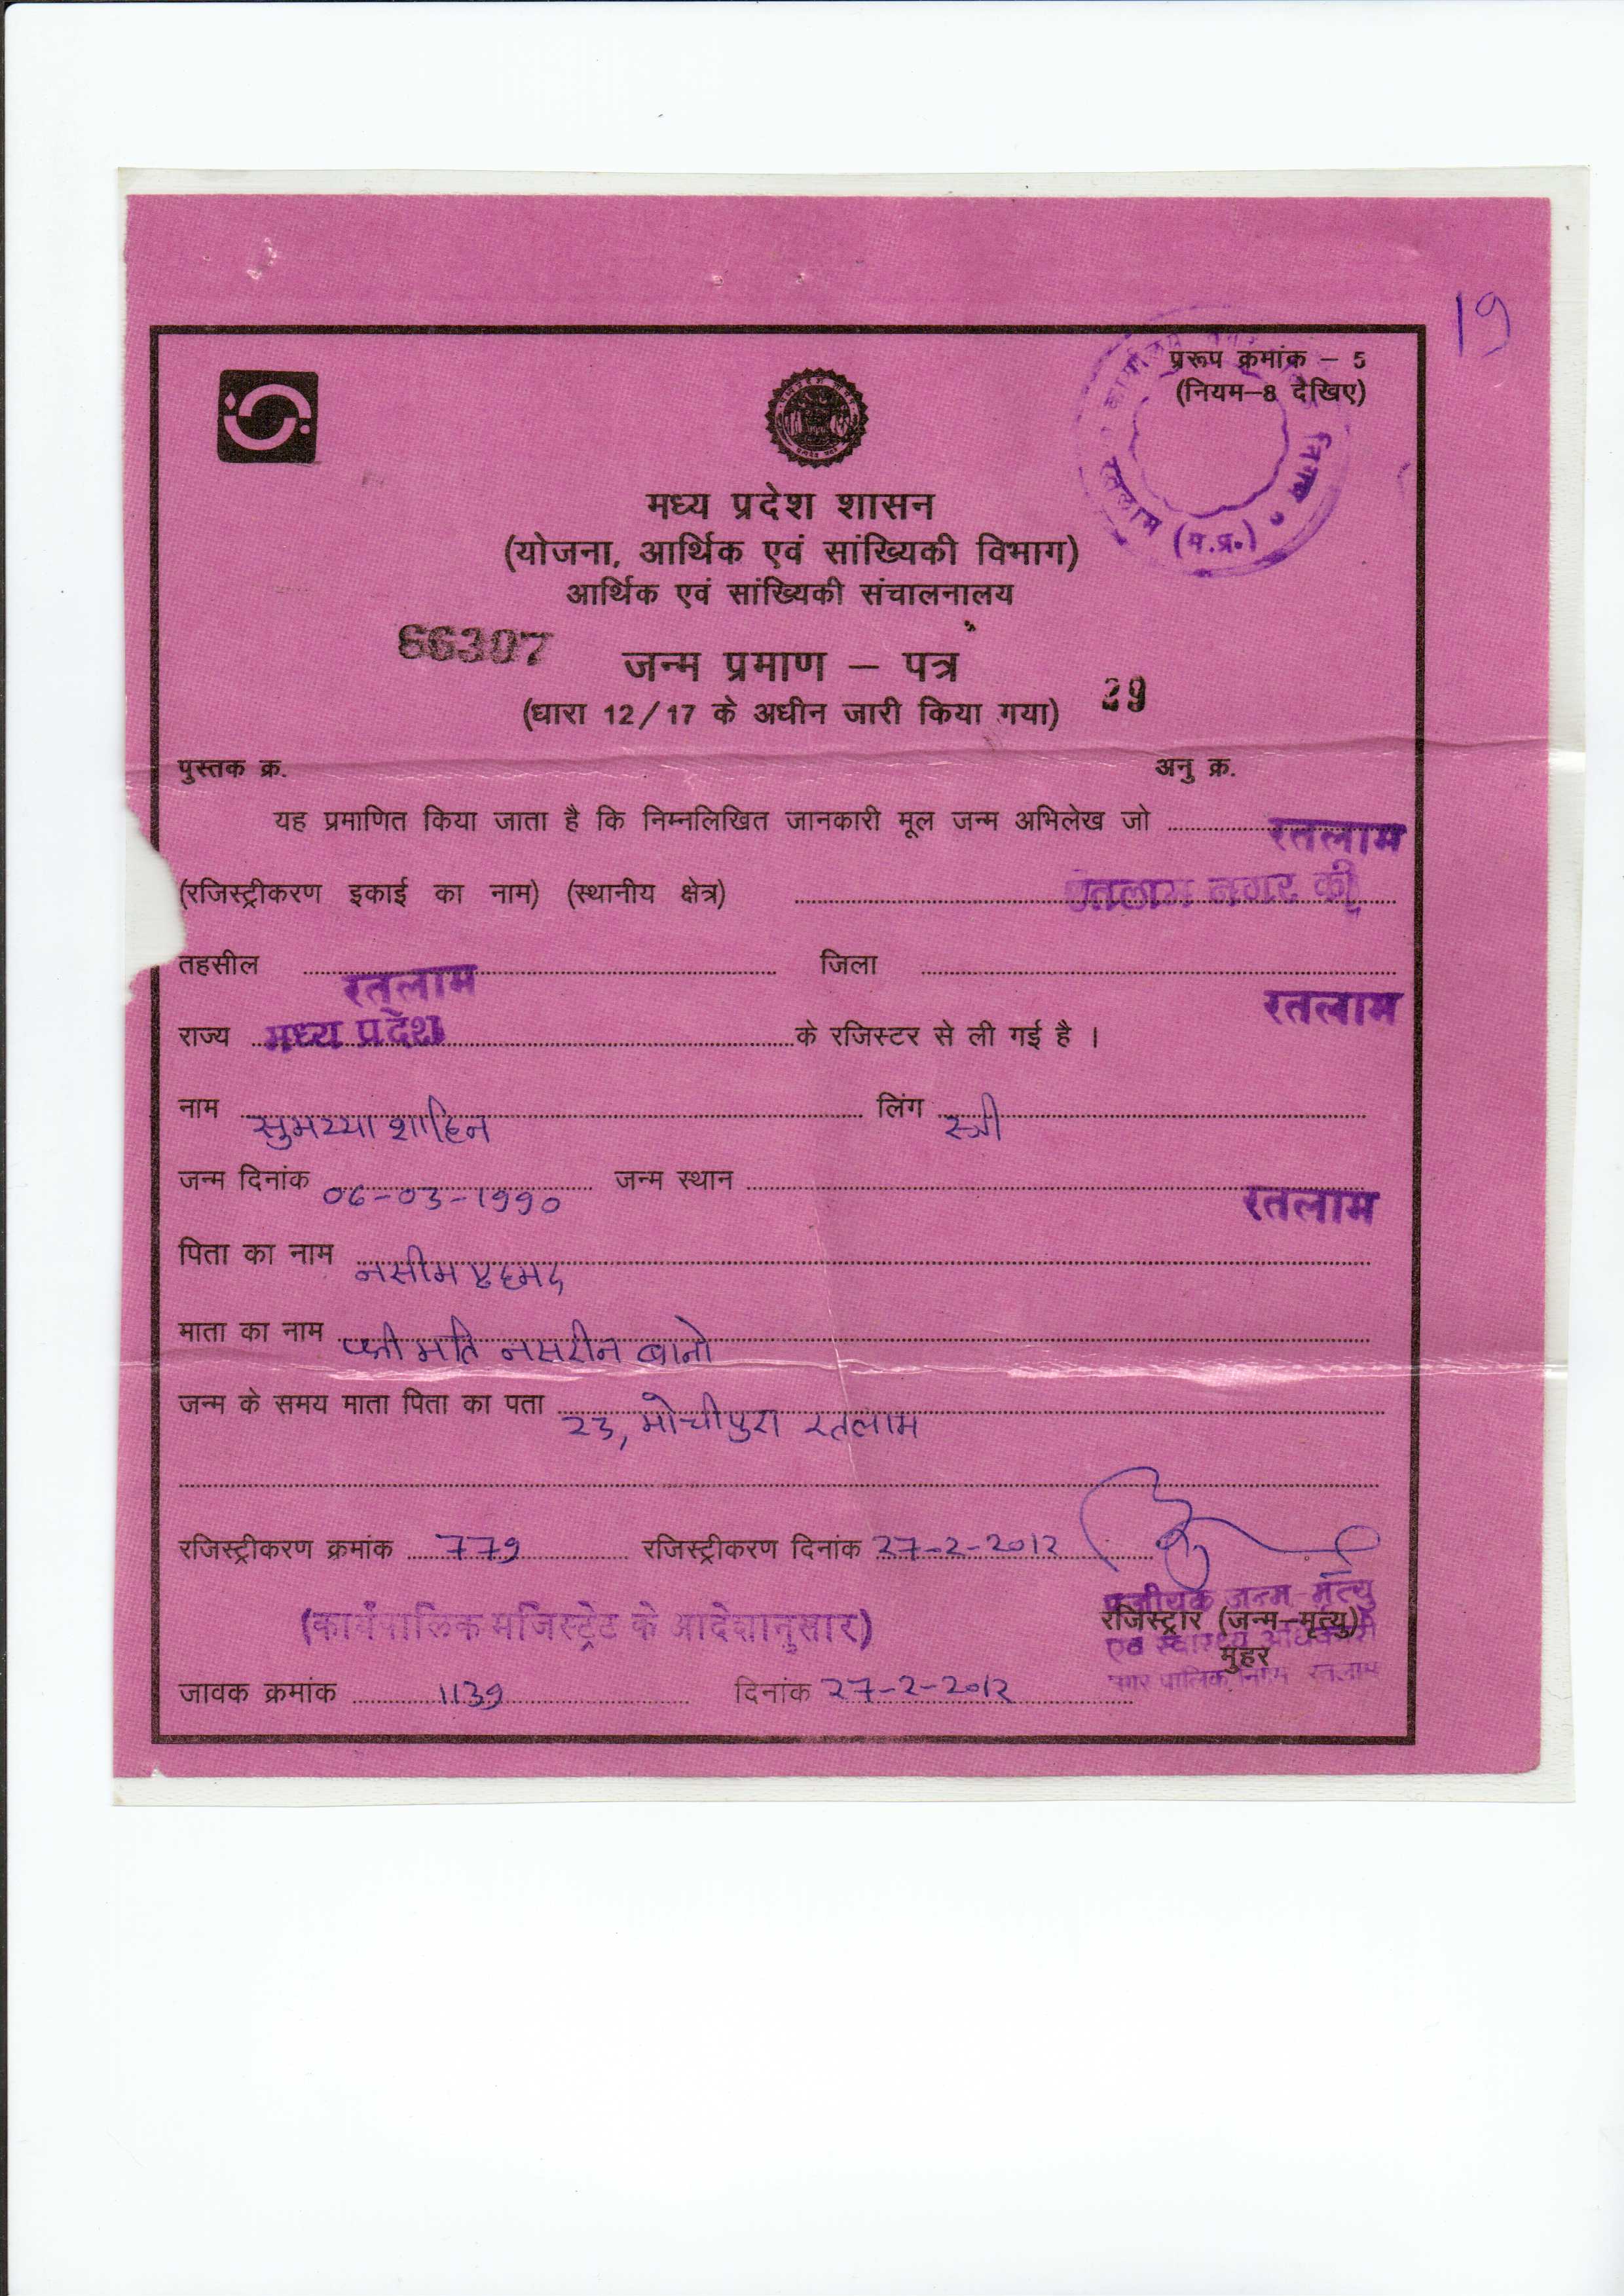 19
प्ररूप क्रमांक – 5
(नियम–8 देखिए)
कार्यालय निगम रतलाम (म.प्र.)
मध्य प्रदेश शासन
(योजना, आर्थिक एवं सांख्यिकी विभाग)
आर्थिक एवं सांख्यिकी संचालनालय
66307
जन्म प्रमाण – पत्र
29
(धारा 12/17 के अधीन जारी किया गया)
पुस्तक क्र. अनु क्र.
यह प्रमाणित किया जाता है कि निम्नलिखित जानकारी मूल जन्म अभिलेख जो रतलाम
(रजिस्ट्रीकरण इकाई का नाम) (स्थानीय क्षेत्र) रतलाम नगर की
तहसील रतलाम जिला रतलाम
राज्य मध्य प्रदेश के रजिस्टर से ली गई है ।
नाम सुमय्या शाहिन लिंग स्त्री
जन्म दिनांक 06-03-1990 जन्म स्थान रतलाम
पिता का नाम नसीम एहमद
माता का नाम श्रीमति नसरीन बानो
जन्म के समय माता पिता का पता 23, मोचीपुरा रतलाम
रजिस्ट्रीकरण क्रमांक 779 रजिस्ट्रीकरण दिनांक 27-2-2012
(कार्यपालिक मजिस्ट्रेट के आदेशानुसार)
पंजीयक जन्म-मृत्यु
रजिस्ट्रार (जन्म–मृत्यु)
एवं स्वास्थ्य अधिकारी
मुहर
नगर पालिक निगम रतलाम
जावक क्रमांक 1139 दिनांक 27-2-2012